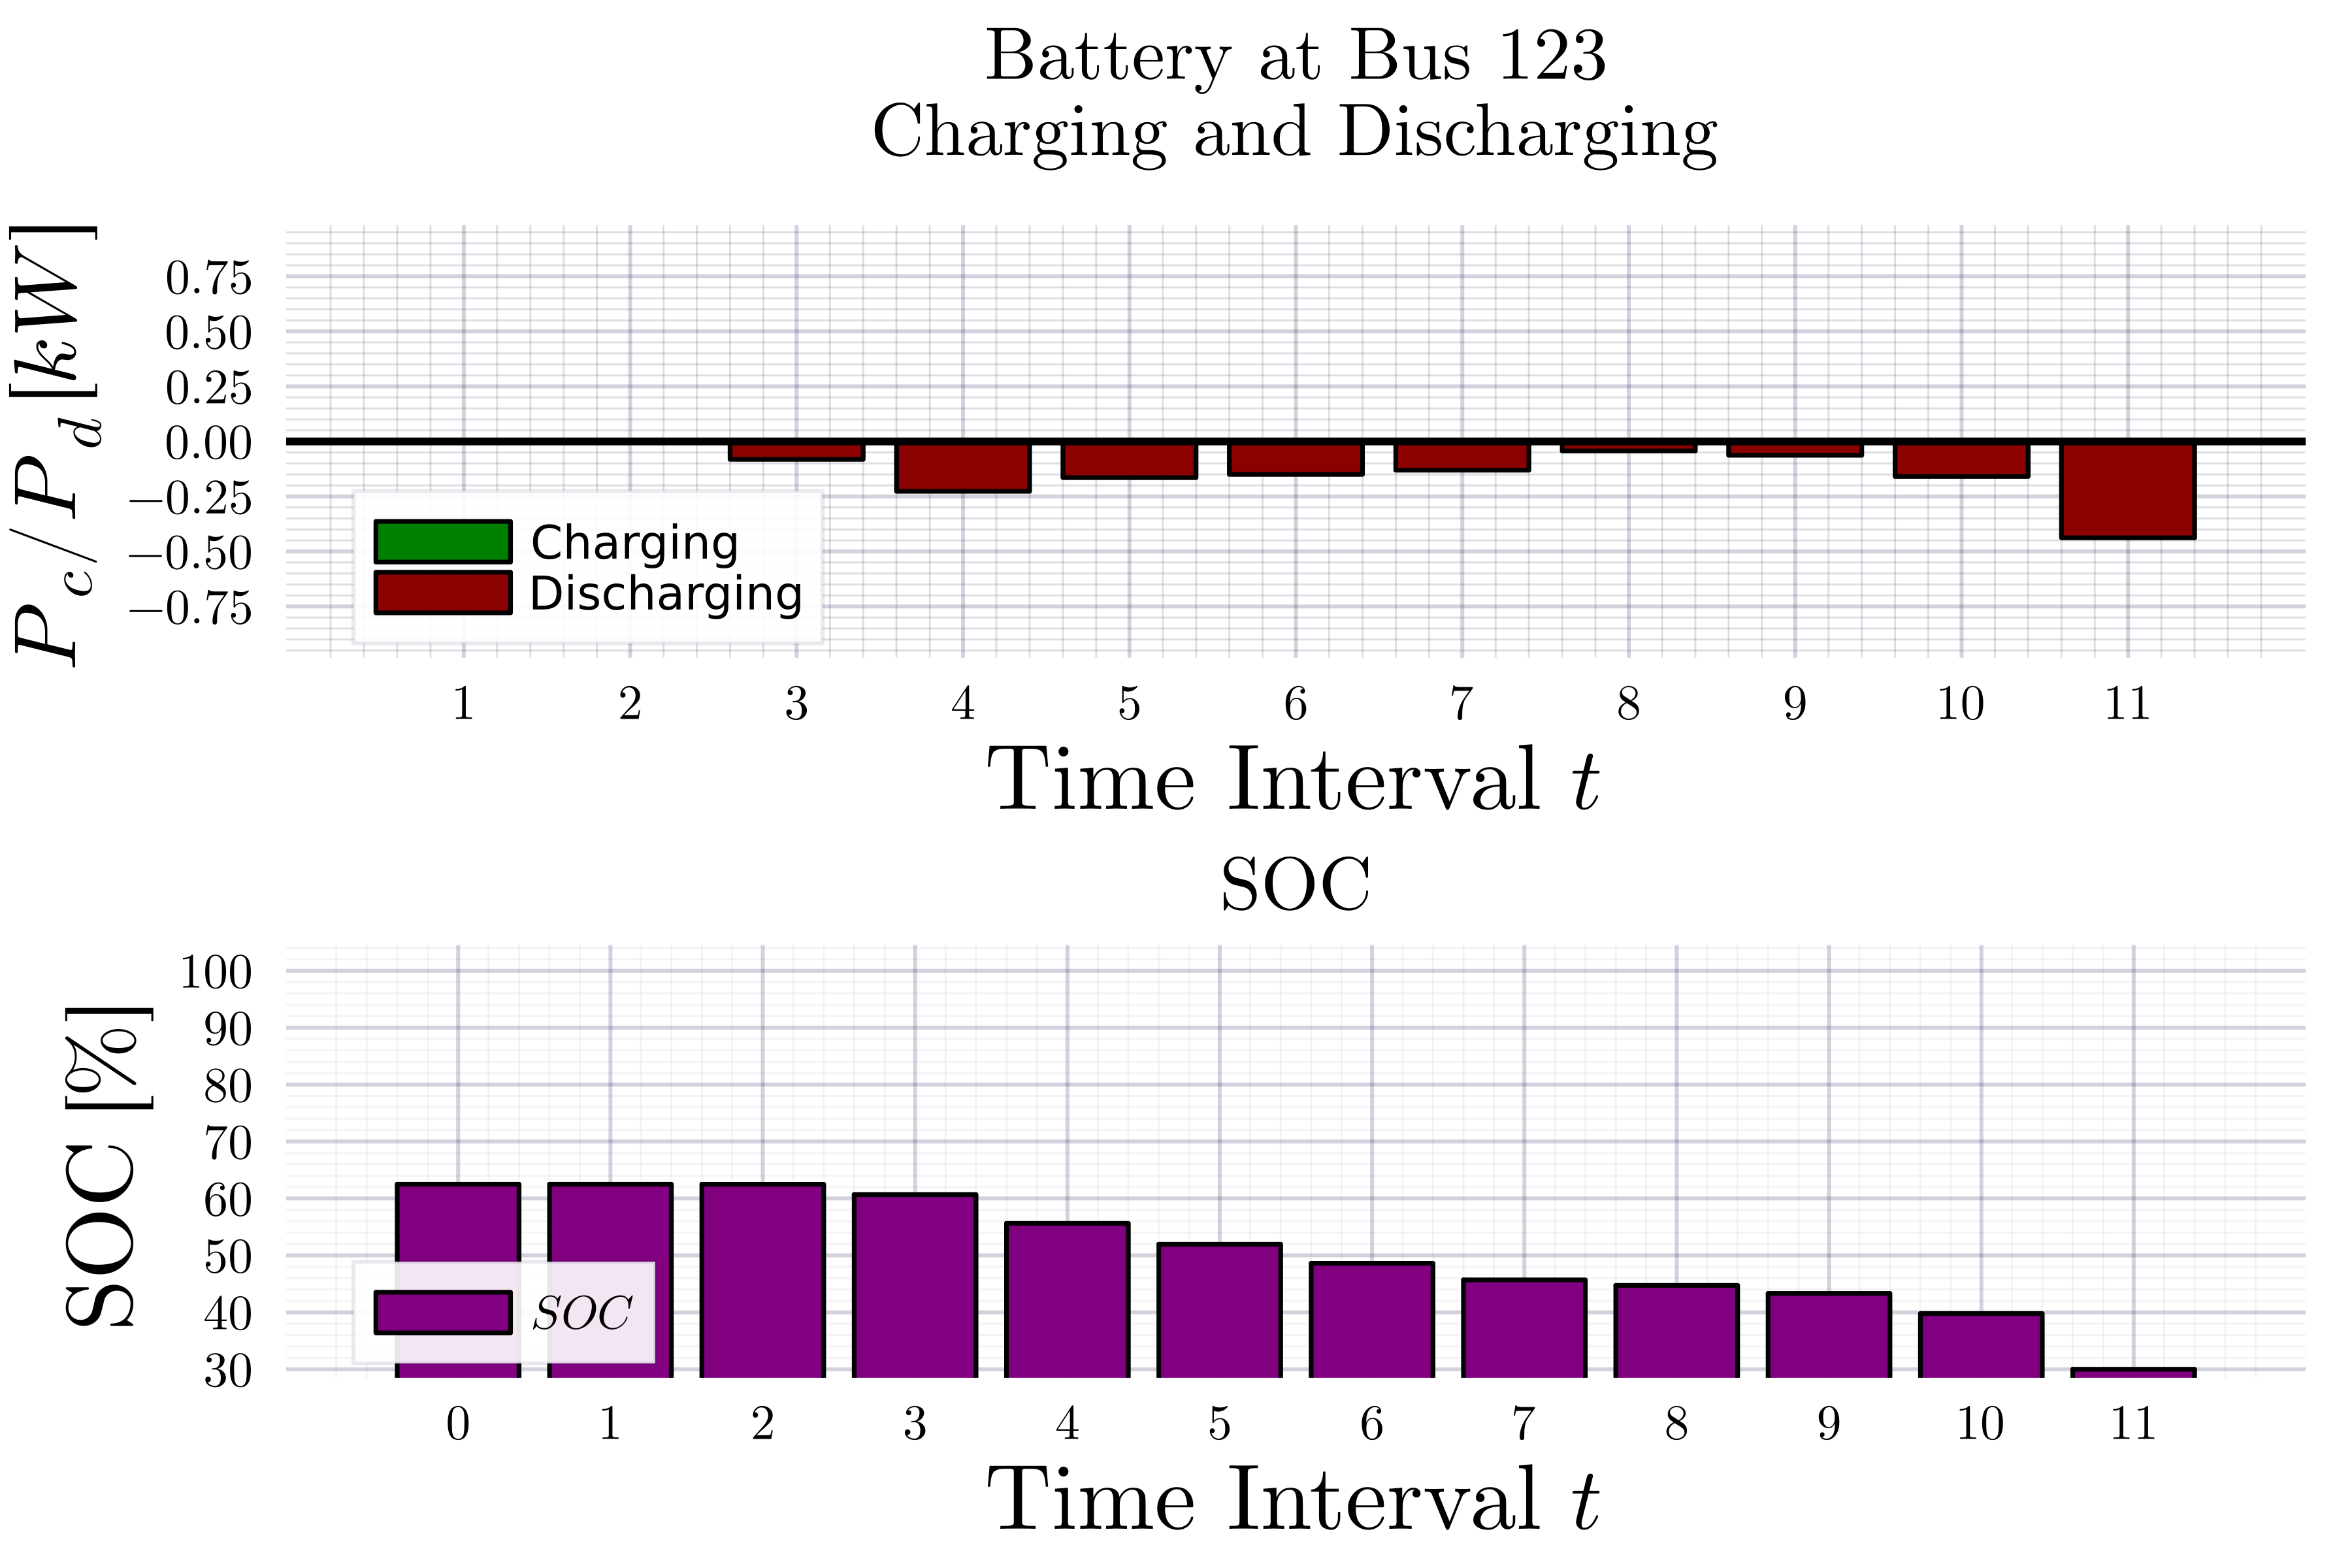 Battery at Bus 123
Charging and Discharging
P_c/P_d [kW]
0.75
0.50
0.25
0.00
−0.25
−0.50
−0.75
Charging
Discharging
1 2 3 4 5 6 7 8 9 10 11
Time Interval t
SOC
SOC [%]
100
90
80
70
60
50
40
30
SOC
0 1 2 3 4 5 6 7 8 9 10 11
Time Interval t